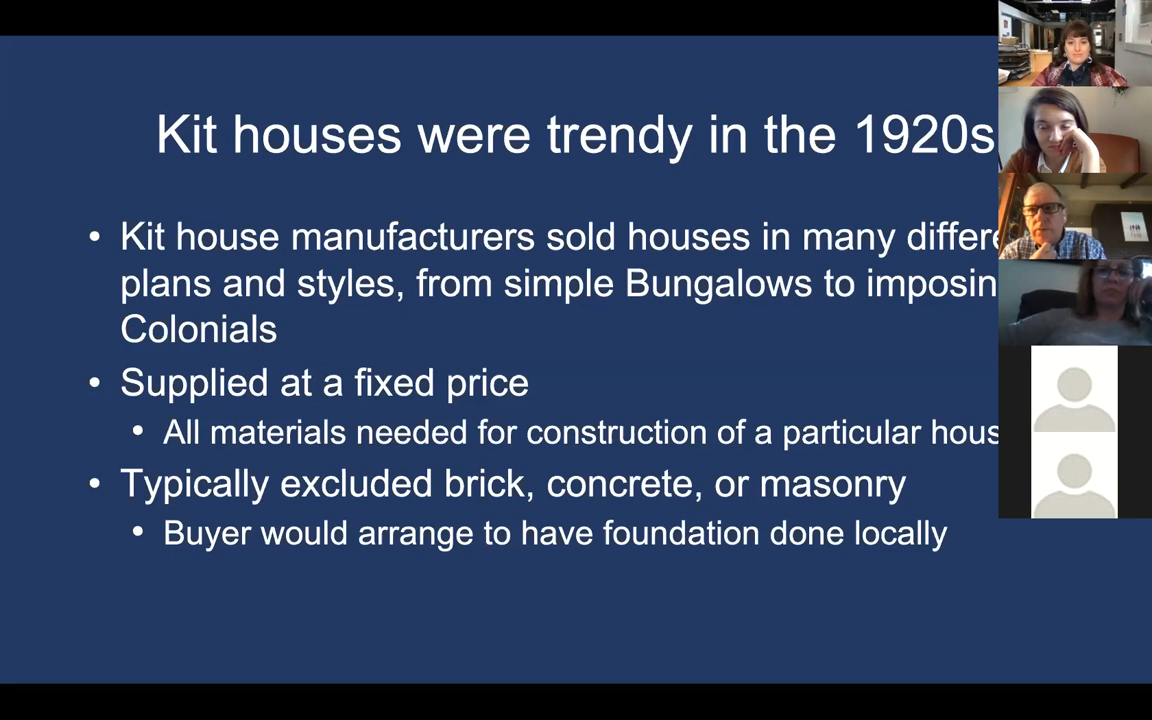 Kit houses were trendy in the 1920s
• Kit house manufacturers sold houses in many differe
plans and styles, from simple Bungalows to imposin
Colonials
• Supplied at a fixed price
• All materials needed for construction of a particular hous
• Typically excluded brick, concrete, or masonry
• Buyer would arrange to have foundation done locally